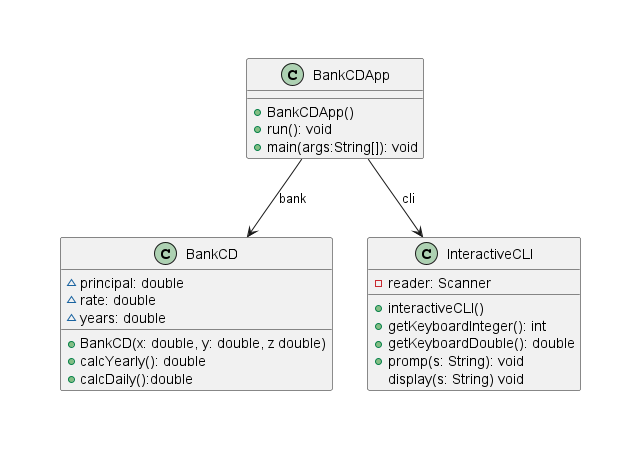 C BankCDApp
BankCDApp()
run(): void
main(args:String[]): void
bank
cli
C BankCD
principal: double
rate: double
years: double
BankCD(x: double, y: double, z double)
calcYearly(): double
calcDaily():double
C InteractiveCLI
reader: Scanner
interactiveCLI()
getKeyboardInteger(): int
getKeyboardDouble(): double
promp(s: String): void
display(s: String) void